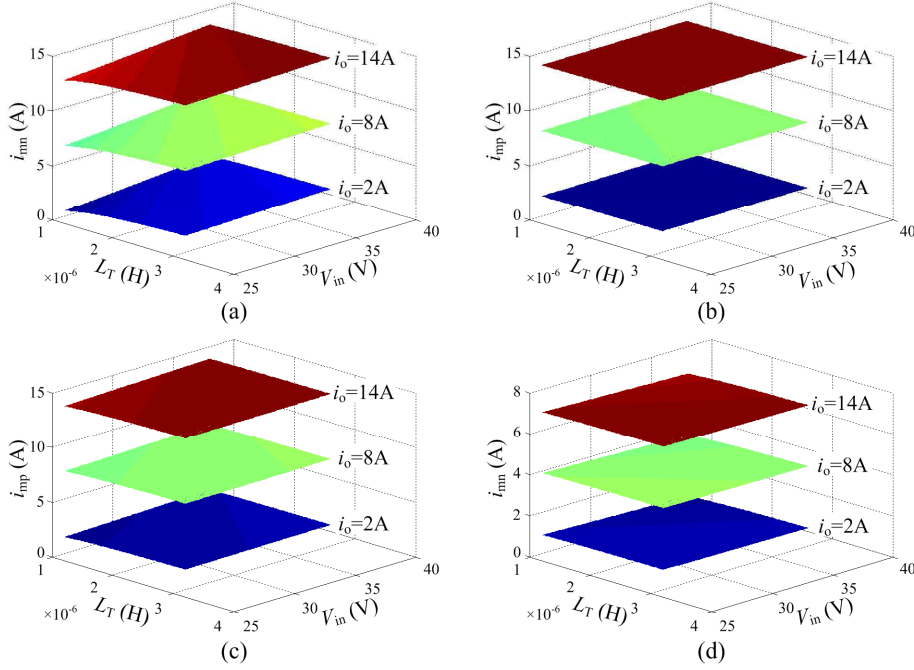 15
10
5
0
i_mn (A)
i_o=14A
i_o=8A
i_o=2A
1
2
3
4
×10^-6
L_T (H)
25
30
35
40
V_in (V)
(a)
15
10
5
0
i_mp (A)
i_o=14A
i_o=8A
i_o=2A
1
2
3
4
×10^-6
L_T (H)
25
30
35
40
V_in (V)
(b)
15
10
5
0
i_mp (A)
i_o=14A
i_o=8A
i_o=2A
1
2
3
4
×10^-6
L_T (H)
25
30
35
40
V_in (V)
(c)
8
6
4
2
0
i_mn (A)
i_o=14A
i_o=8A
i_o=2A
1
2
3
4
×10^-6
L_T (H)
25
30
35
40
V_in (V)
(d)